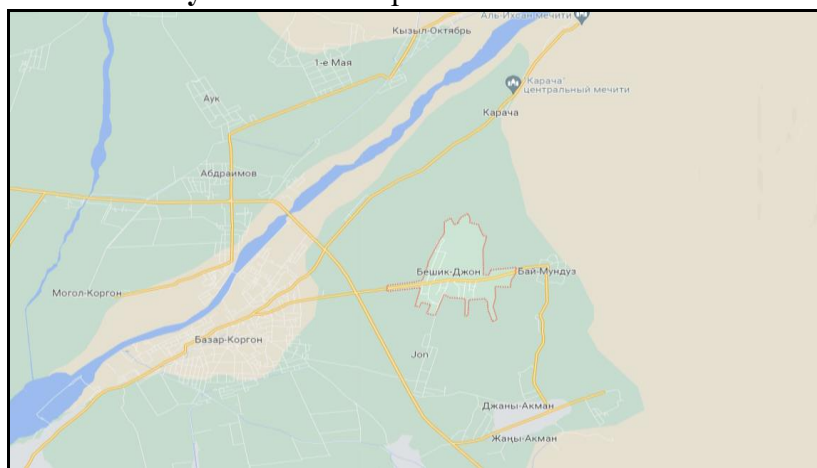 Аль-Ихсан мечити
Кызыл-Октябрь
1-е Мая
Карача
центральный мечити
Аук
Карача
Абдраимов
Бешик-Джон
Бай-Мундуз
Могол-Коргон
Базар-Коргон
Jon
Джаны-Акман
Жаңы-Акман